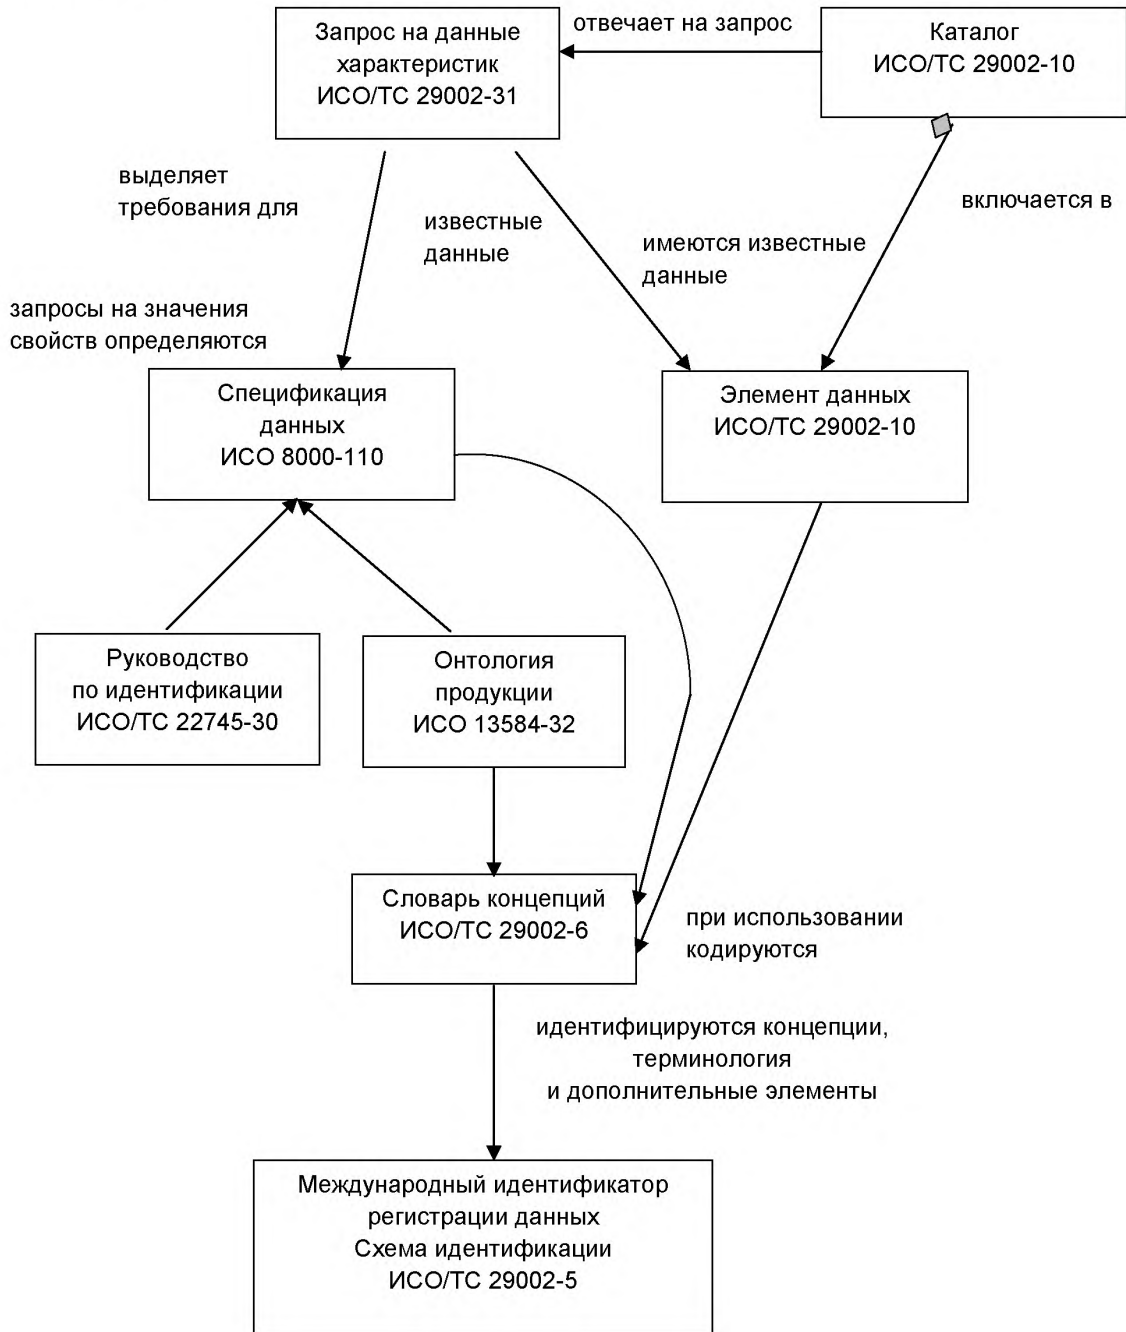 Запрос на данные
характеристик
ИСО/ТС 29002-31
отвечает на запрос
Каталог
ИСО/ТС 29002-10
выделяет
требования для
известные
данные
имеются известные
данные
включается в
запросы на значения
свойств определяются
Спецификация
данных
ИСО 8000-110
Элемент данных
ИСО/ТС 29002-10
Руководство
по идентификации
ИСО/ТС 22745-30
Онтология
продукции
ИСО 13584-32
Словарь концепций
ИСО/ТС 29002-6
при использовании
кодируются
идентифицируются концепции,
терминология
и дополнительные элементы
Международный идентификатор
регистрации данных
Схема идентификации
ИСО/ТС 29002-5